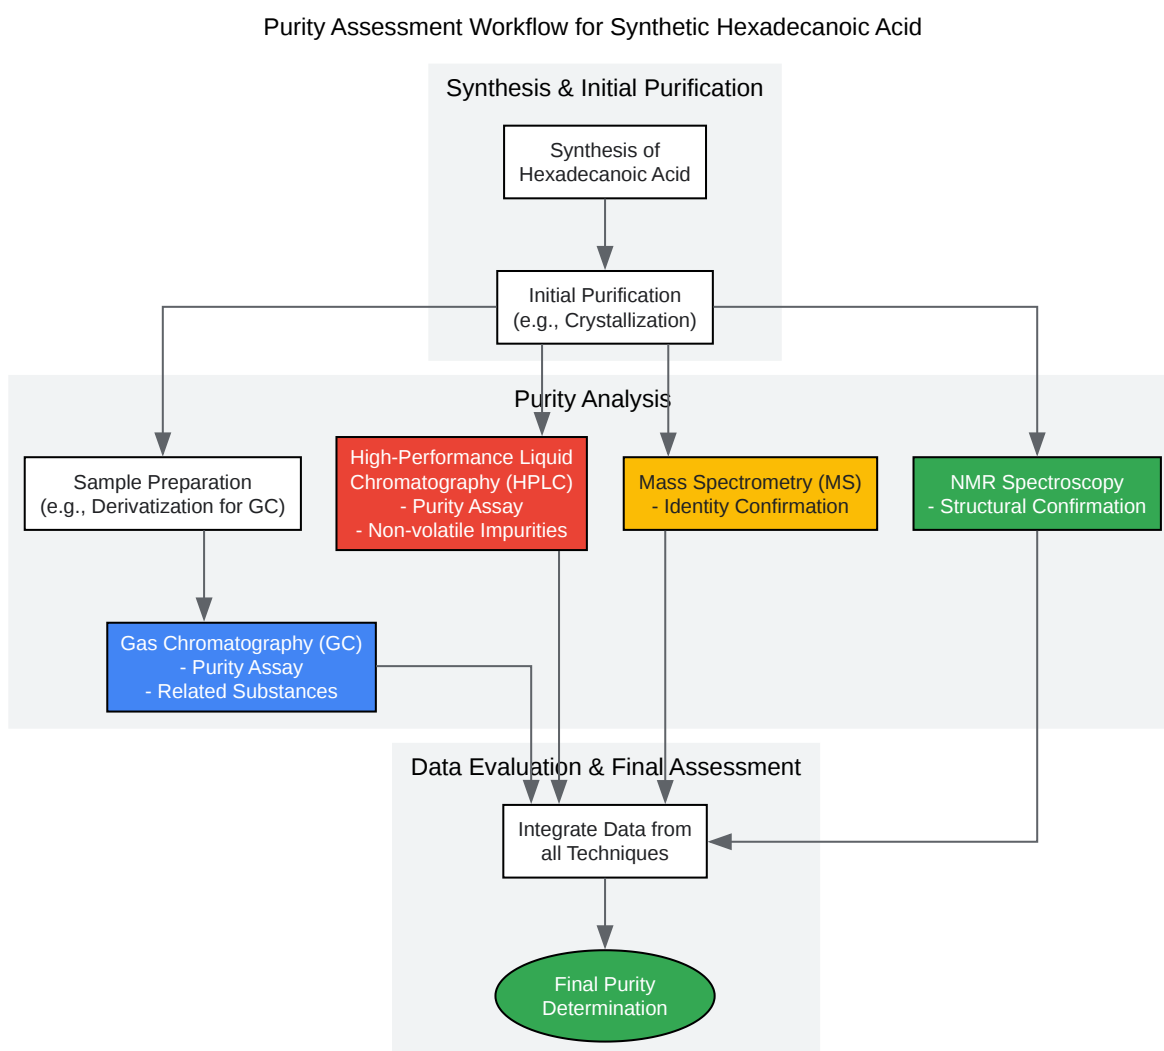 Purity Assessment Workflow for Synthetic Hexadecanoic Acid
Synthesis & Initial Purification
Synthesis of
Hexadecanoic Acid
Initial Purification
(e.g., Crystallization)
Purity Analysis
Sample Preparation
(e.g., Derivatization for GC)
High-Performance Liquid
Chromatography (HPLC)
- Purity Assay
- Non-volatile Impurities
Mass Spectrometry (MS)
- Identity Confirmation
NMR Spectroscopy
- Structural Confirmation
Gas Chromatography (GC)
- Purity Assay
- Related Substances
Data Evaluation & Final Assessment
Integrate Data from
all Techniques
Final Purity
Determination